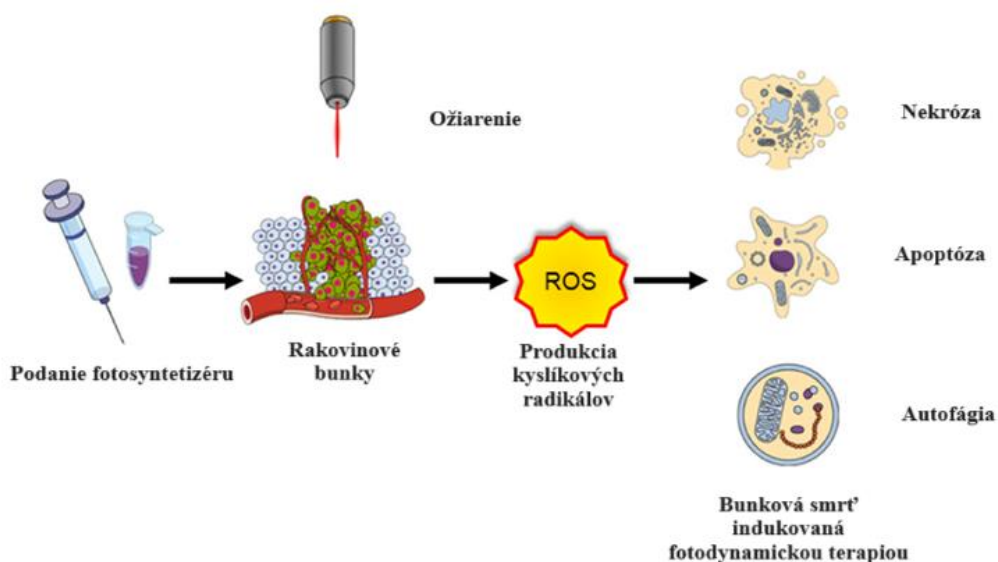 Ožiarenie
Podanie fotosyntetizéru
Rakovinové
bunky
ROS
Produkcia
kyslíkových
radikálov
Nekróza
Apoptóza
Autofágia
Bunková smrť
indukovaná
fotodynamickou terapiou